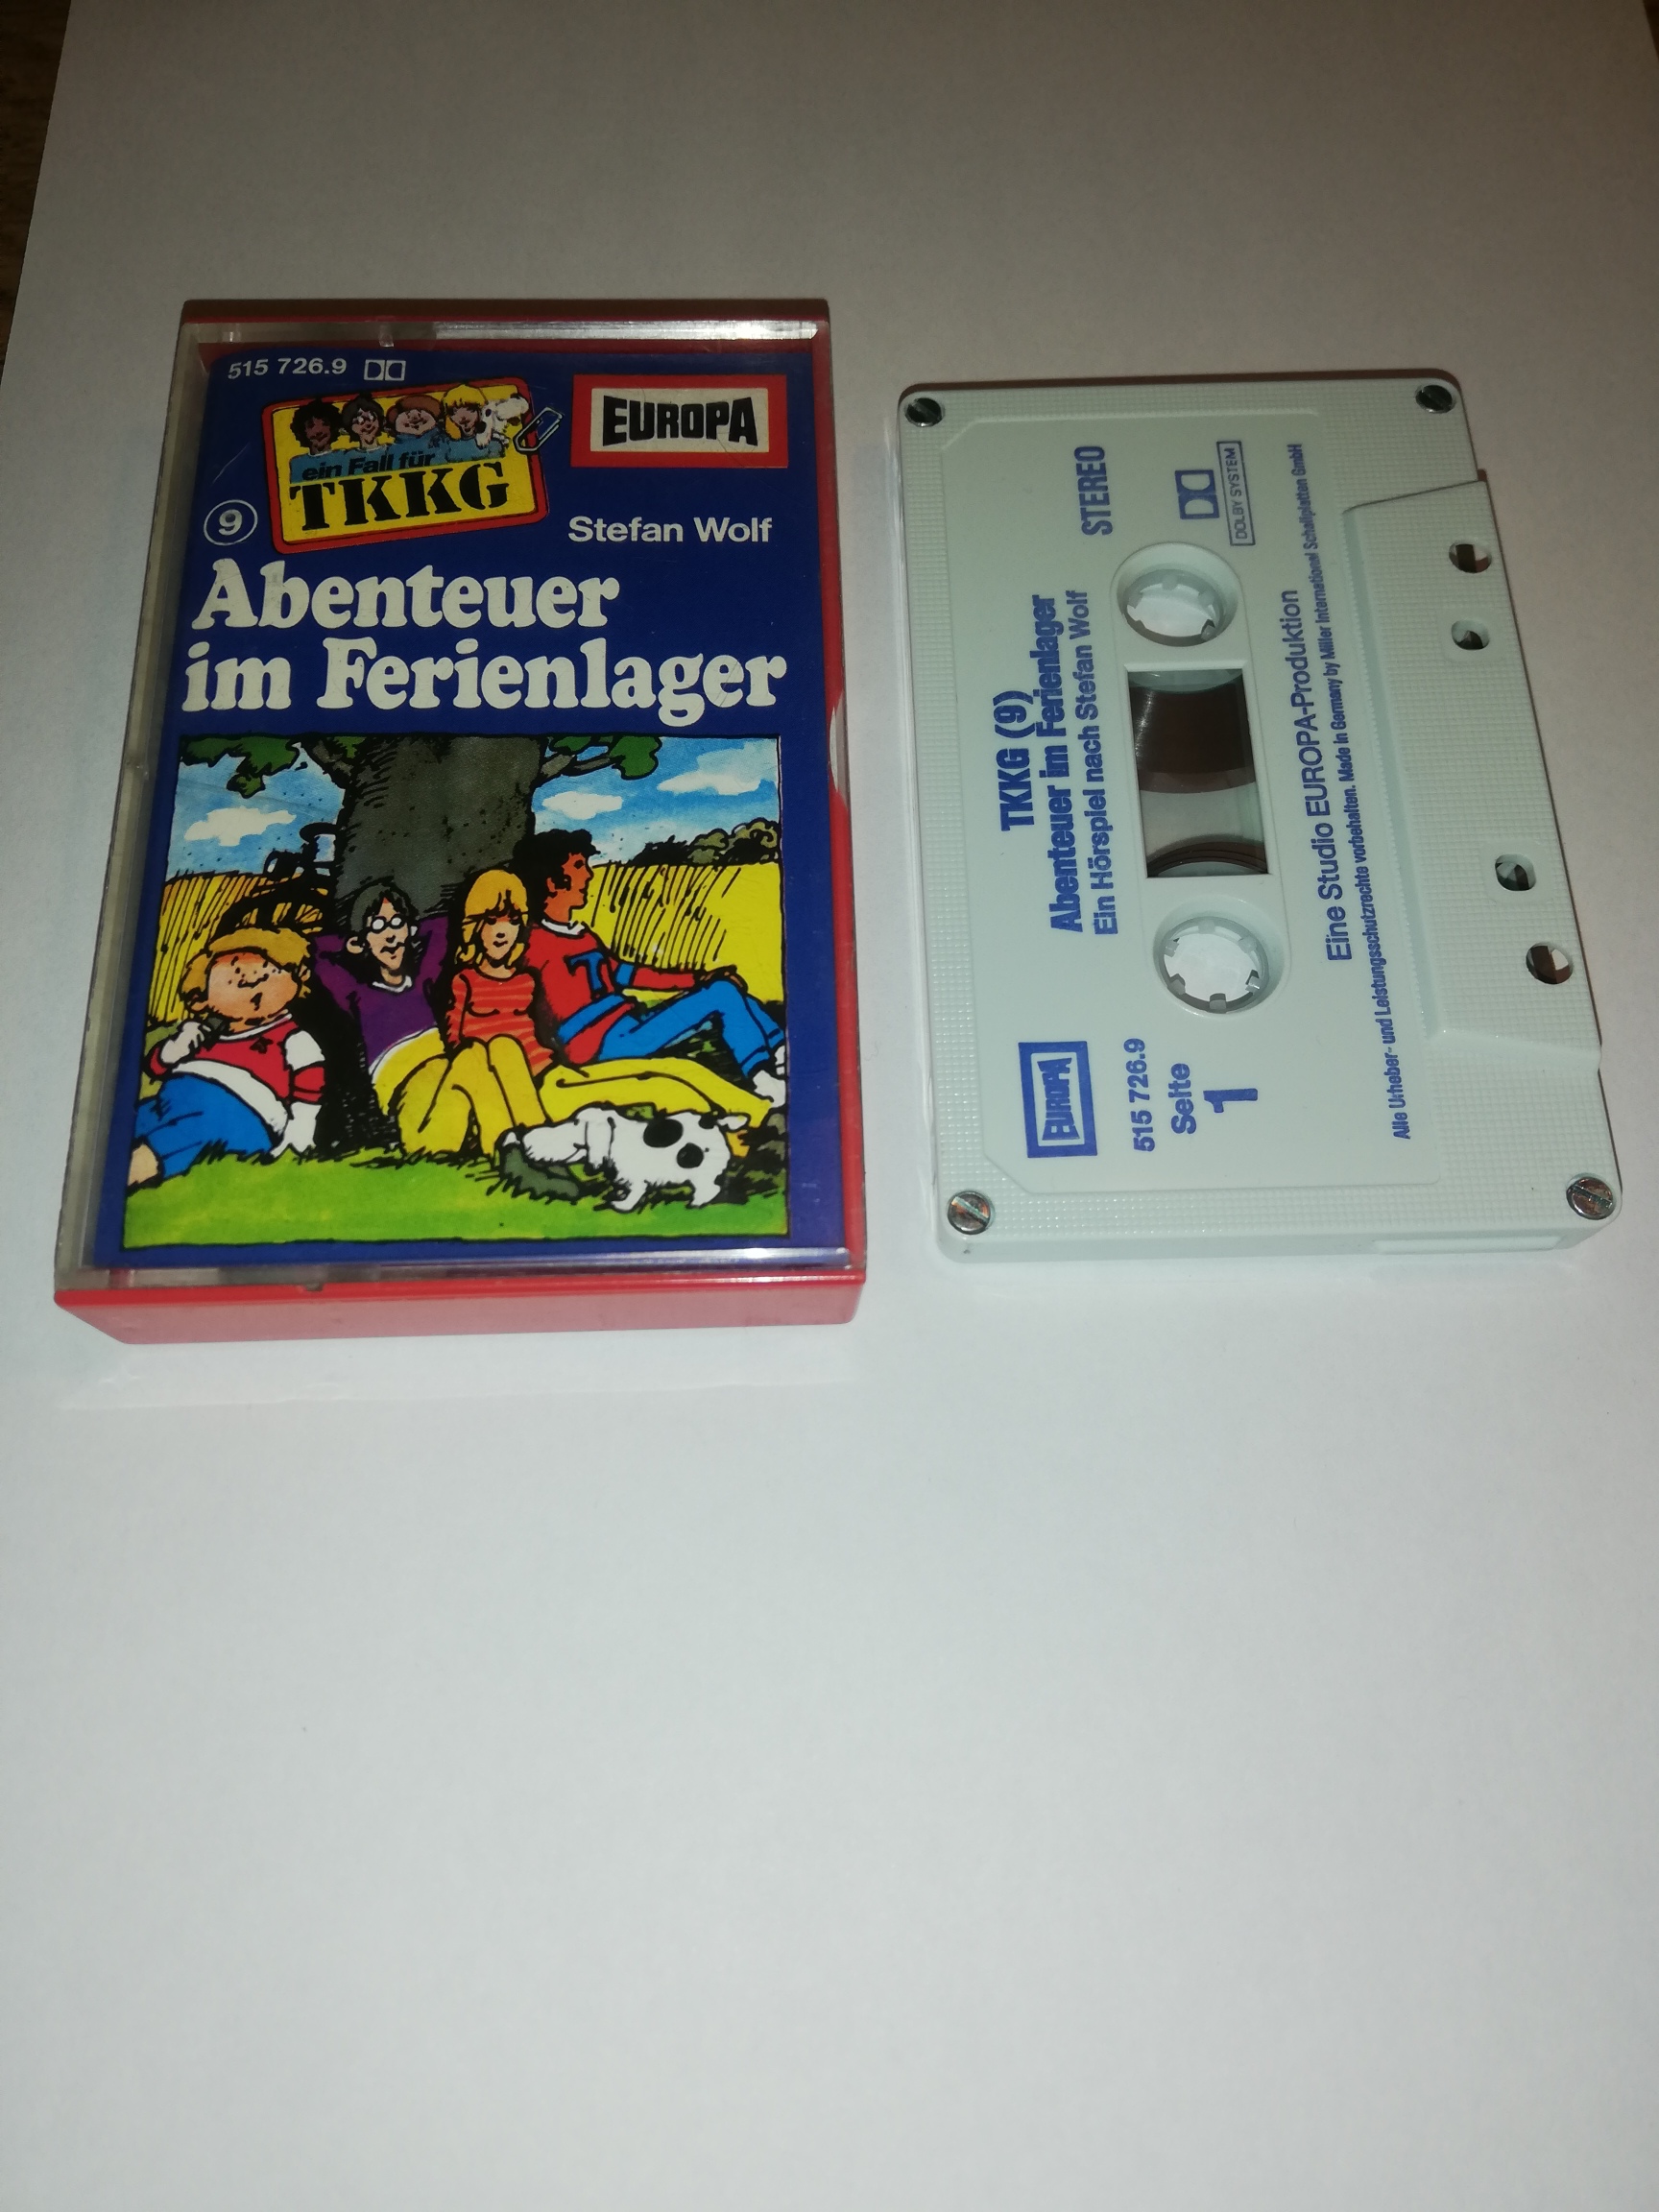 515 726.9
EUROPA
ein Fall für
TKKG
9
Stefan Wolf
Abenteuer
im Ferienlager
T
TKKG (9)
Abenteuer im Ferienlager
Ein Hörspiel nach Stefan Wolf
STEREO
EUROPA
515 726.9
Seite
1
DOLBY SYSTEM
Eine Studio EUROPA-Produktion
Alle Urheber- und Leistungsschutzrechte vorbehalten. Made in Germany by Miller International Schallplatten GmbH